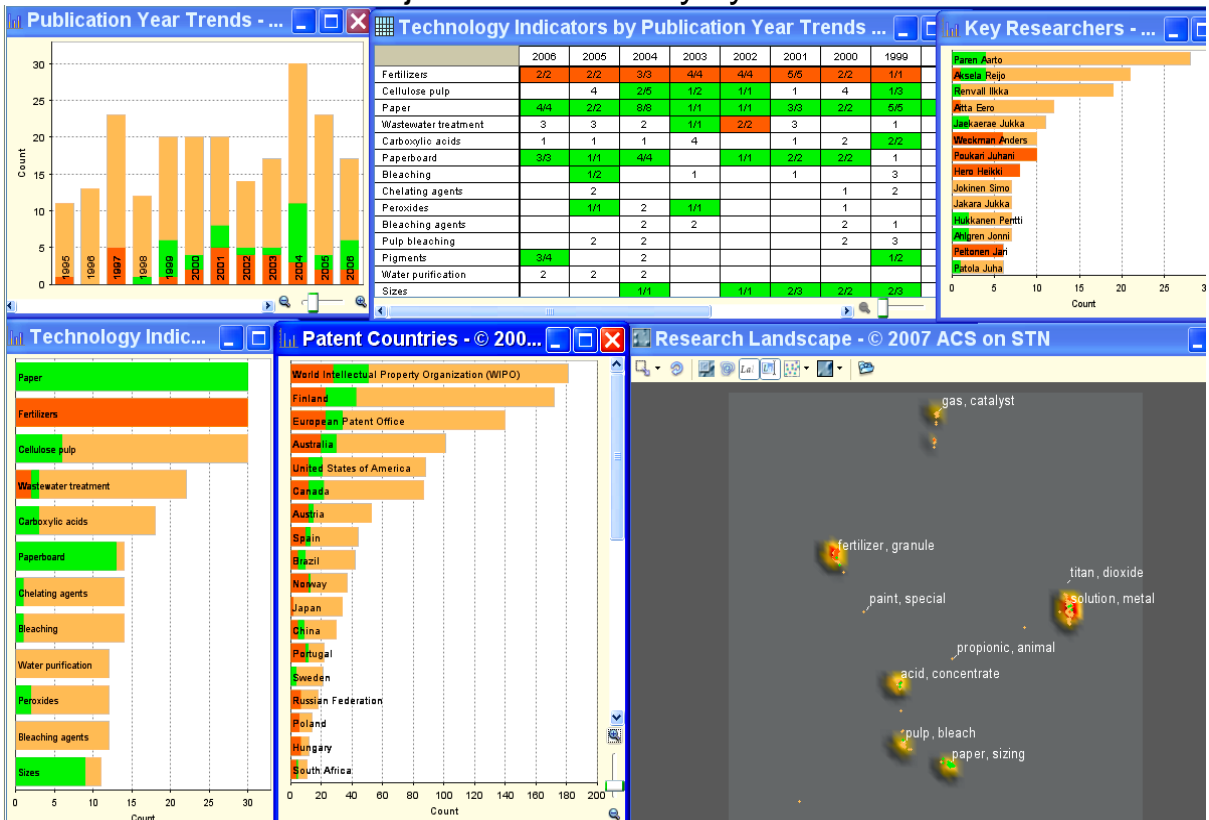 Publication Year Trends - ...
Count
30
25
20
15
10
5
0
1995 1996 1997 1998 1999 2000 2001 2002 2003 2004 2005 2006
Technology Indicators by Publication Year Trends ...
2006 2005 2004 2003 2002 2001 2000 1999
Fertilizers 2/2 2/2 3/3 4/4 4/4 5/5 2/2 1/1
Cellulose pulp 4 2/5 1/2 1/1 1 4 1/3
Paper 4/4 2/2 8/8 1/1 1/1 3/3 2/2 5/5
Wastewater treatment 3 3 2 1/1 2/2 3 1
Carboxylic acids 1 1 1 4 1 2 2/2
Paperboard 3/3 1/1 4/4 1/1 2/2 2/2 1
Bleaching 1/2 1 1 3
Chelating agents 2 1 2
Peroxides 1/1 2 1/1 1
Bleaching agents 2 2 2 1
Pulp bleaching 2 2 2 3
Pigments 3/4 2 1/2
Water purification 2 2 2
Sizes 1/1 1/1 2/3 2/2 2/3
Key Researchers - ...
Paren Aarto
Aksela Reijo
Renvall Ilkka
Aitta Eero
Jaekaerae Jukka
Weckman Anders
Poukari Juhani
Hero Heikki
Jokinen Simo
Jakara Jukka
Hukkanen Pentti
Ahlgren Jonni
Peltonen Jari
Patola Juha
0 5 10 15 20 25
Count
Technology Indic...
Paper
Fertilizers
Cellulose pulp
Wastewater treatment
Carboxylic acids
Paperboard
Chelating agents
Bleaching
Water purification
Peroxides
Bleaching agents
Sizes
0 5 10 15 20 25 30
Count
Patent Countries - © 200...
World Intellectual Property Organization (WIPO)
Finland
European Patent Office
Australia
United States of America
Canada
Austria
Spain
Brazil
Norway
Japan
China
Portugal
Sweden
Russian Federation
Poland
Hungary
South Africa
0 20 40 60 80 100 120 140 160 180 200
Count
Research Landscape - © 2007 ACS on STN
gas, catalyst
fertilizer, granule
titan, dioxide
paint, special
solution, metal
propionic, animal
acid, concentrate
pulp, bleach
paper, sizing